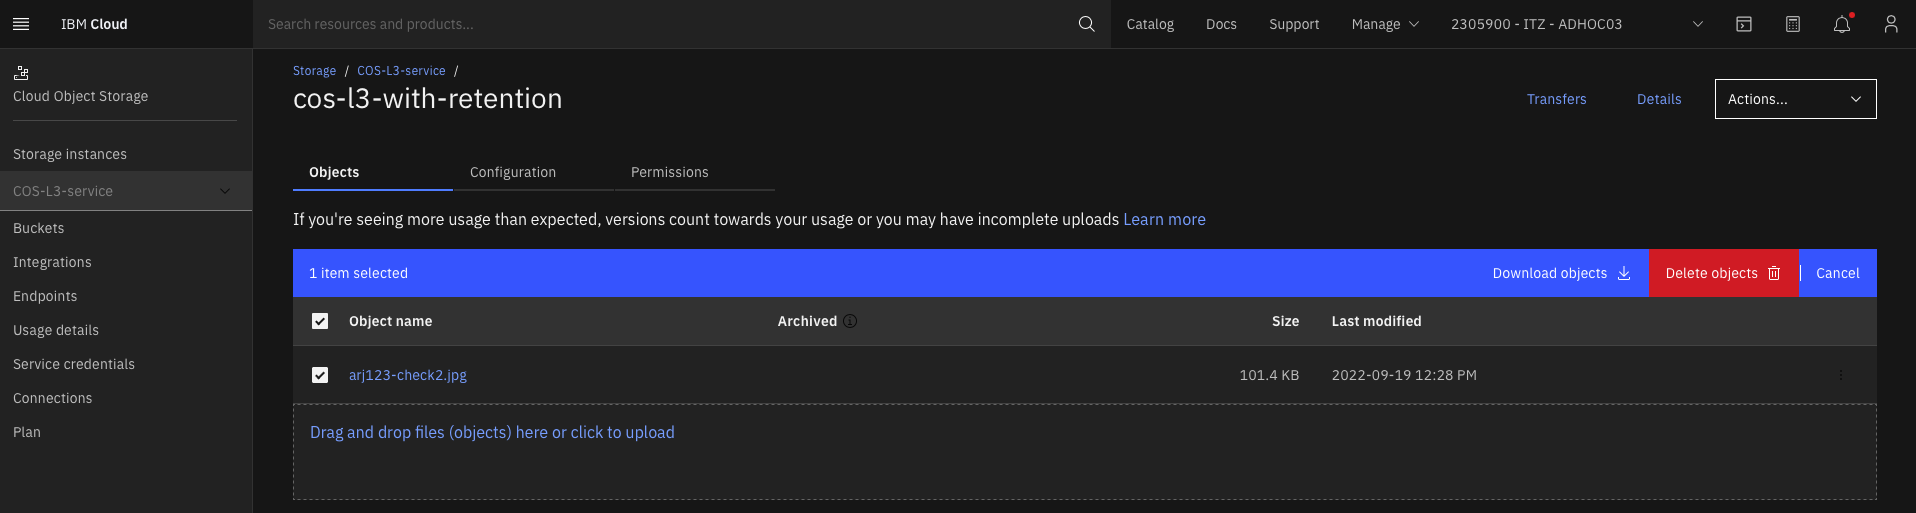 IBM Cloud
Search resources and products...
Catalog
Docs
Support
Manage
2305900 - ITZ - ADHOC03
Cloud Object Storage
Storage instances
COS-L3-service
Buckets
Integrations
Endpoints
Usage details
Service credentials
Connections
Plan
Storage / COS-L3-service /
cos-l3-with-retention
Transfers
Details
Actions...
Objects
Configuration
Permissions
If you're seeing more usage than expected, versions count towards your usage or you may have incomplete uploads Learn more
1 item selected
Download objects
Delete objects
Cancel
Object name
Archived
Size
Last modified
arj123-check2.jpg
101.4 KB
2022-09-19 12:28 PM
Drag and drop files (objects) here or click to upload